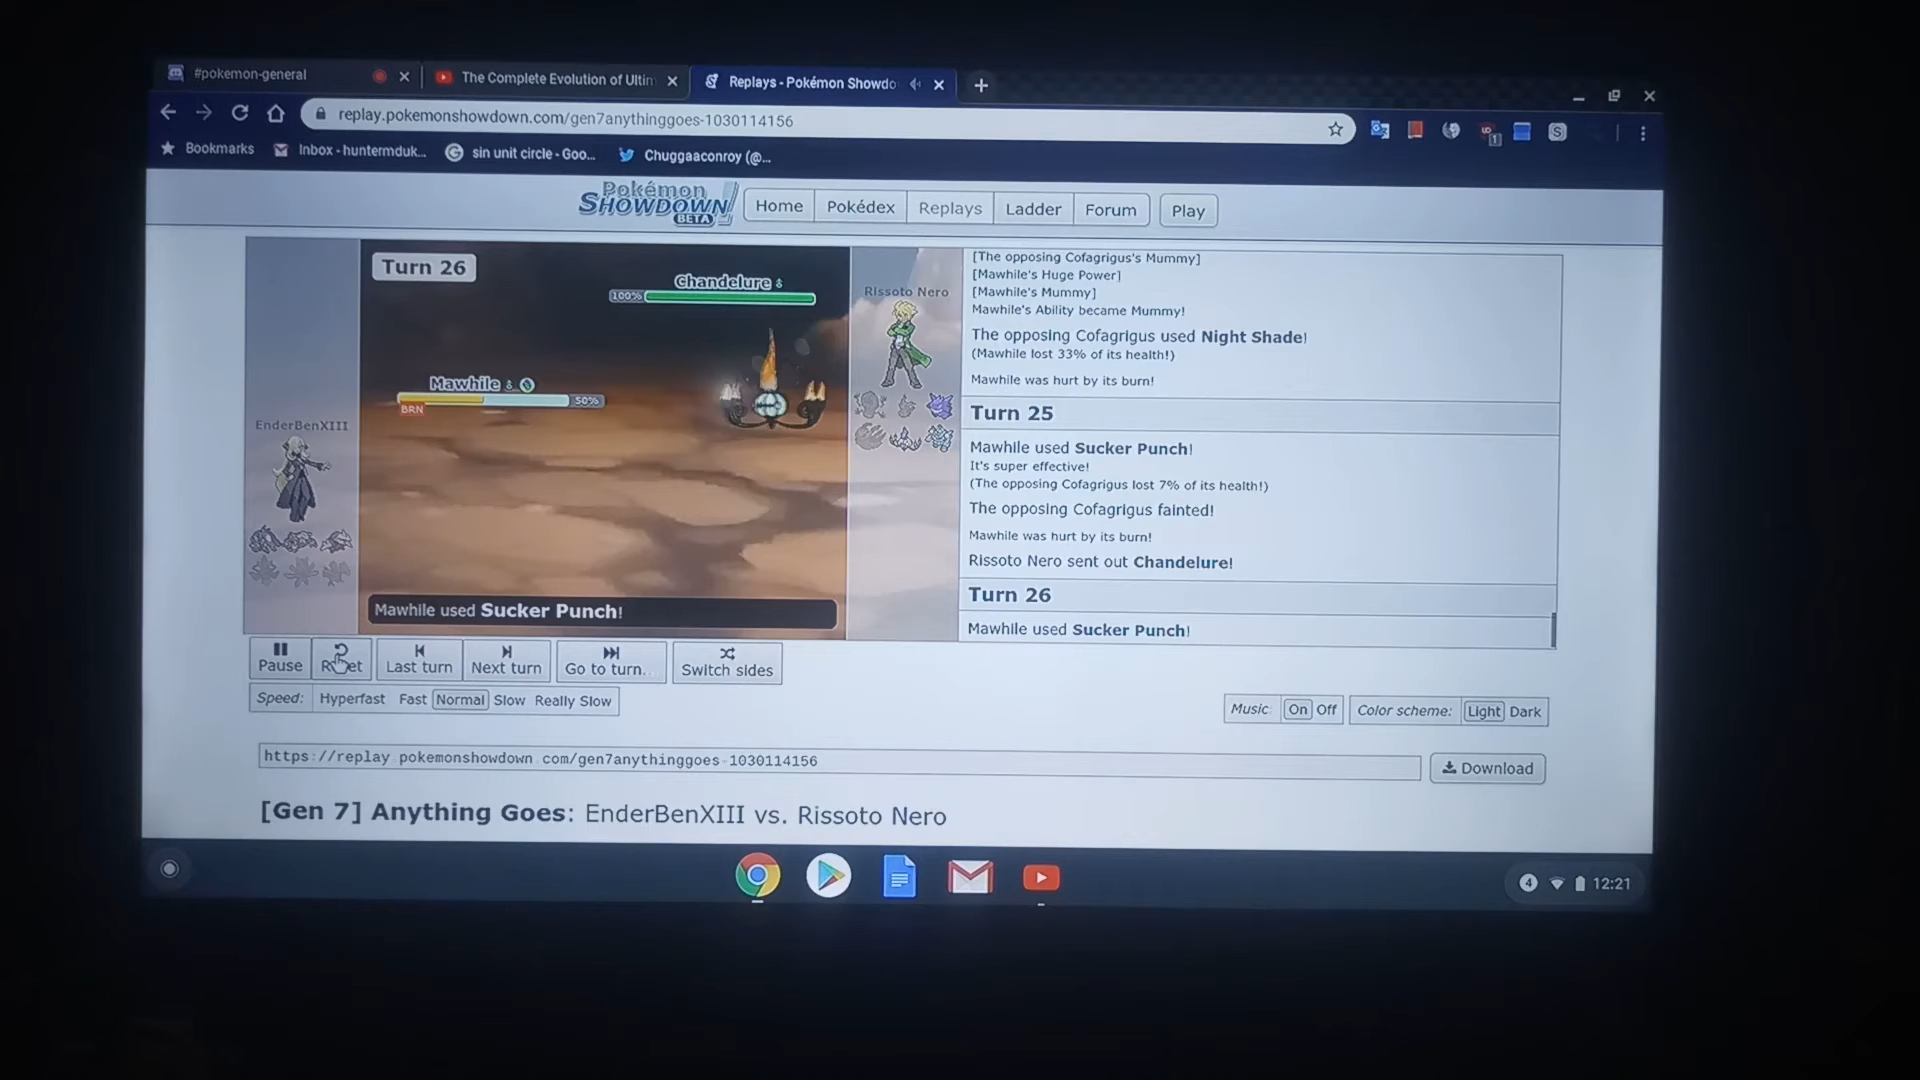 #pokemon-general
The Complete Evolution of Ultim
Replays - Pokémon Showdo
replay.pokemonshowdown.com/gen7anythinggoes-1030114156
Bookmarks
Inbox - huntermduk...
sin unit circle - Goo...
Chuggaaconroy (@...
Pokémon
SHOWDOWN
BETA
Home
Pokédex
Replays
Ladder
Forum
Play
Turn 26
Chandelure
100%
Mawhile
50%
BRN
EnderBenXIII
Rissoto Nero
Mawhile used Sucker Punch!
[The opposing Cofagrigus's Mummy]
[Mawhile's Huge Power]
[Mawhile's Mummy]
Mawhile's Ability became Mummy!
The opposing Cofagrigus used Night Shade!
(Mawhile lost 33% of its health!)
Mawhile was hurt by its burn!
Turn 25
Mawhile used Sucker Punch!
It's super effective!
(The opposing Cofagrigus lost 7% of its health!)
The opposing Cofagrigus fainted!
Mawhile was hurt by its burn!
Rissoto Nero sent out Chandelure!
Turn 26
Mawhile used Sucker Punch!
Pause
Reset
Last turn
Next turn
Go to turn...
Switch sides
Speed: Hyperfast Fast Normal Slow Really Slow
Music: On Off
Color scheme: Light Dark
https://replay.pokemonshowdown.com/gen7anythinggoes-1030114156
Download
[Gen 7] Anything Goes: EnderBenXIII vs. Rissoto Nero
4
12:21